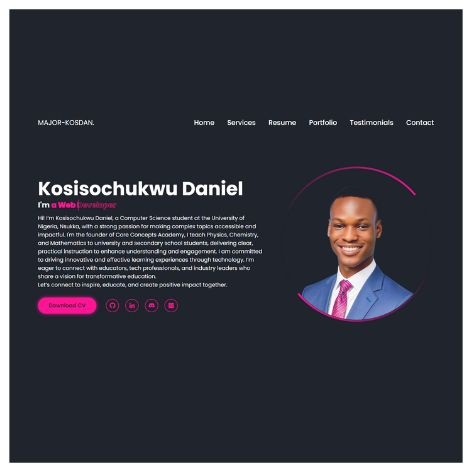 MAJOR-KOSDAN.
Home Services Resume Portfolio Testimonials Contact
Kosisochukwu Daniel
I'm a Web Developer
Hi! I'm Kosisochukwu Daniel, a Computer Science student at the University of
Nigeria, Nsukka, with a strong passion for making complex topics accessible and
impactful. I'm the founder of Core Concepts Academy, I teach Physics, Chemistry,
and Mathematics to university and secondary school students, delivering clear,
practical instruction to enhance understanding and engagement. I am committed
to driving innovative and effective learning experiences through technology. I'm
eager to connect with educators, tech professionals, and industry leaders who
share a vision for transformative education.
Let's connect to inspire, educate, and create positive impact together.
Download CV